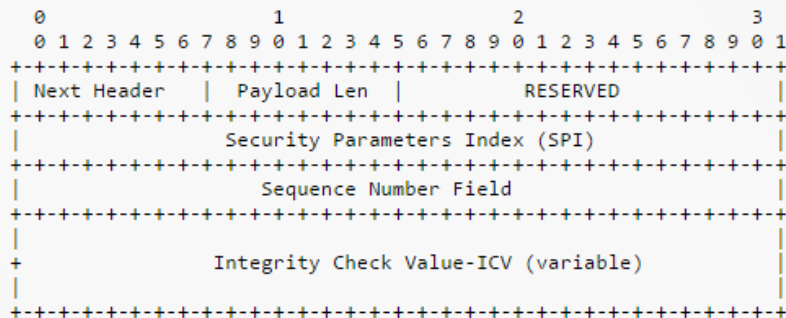 0                   1                   2                   3
0 1 2 3 4 5 6 7 8 9 0 1 2 3 4 5 6 7 8 9 0 1 2 3 4 5 6 7 8 9 0 1
+-+-+-+-+-+-+-+-+-+-+-+-+-+-+-+-+-+-+-+-+-+-+-+-+-+-+-+-+-+-+-+-+
| Next Header   |  Payload Len  |          RESERVED             |
+-+-+-+-+-+-+-+-+-+-+-+-+-+-+-+-+-+-+-+-+-+-+-+-+-+-+-+-+-+-+-+-+
|                 Security Parameters Index (SPI)               |
+-+-+-+-+-+-+-+-+-+-+-+-+-+-+-+-+-+-+-+-+-+-+-+-+-+-+-+-+-+-+-+-+
|                    Sequence Number Field                      |
+-+-+-+-+-+-+-+-+-+-+-+-+-+-+-+-+-+-+-+-+-+-+-+-+-+-+-+-+-+-+-+-+
|                                                               |
+                Integrity Check Value-ICV (variable)           |
|                                                               |
+-+-+-+-+-+-+-+-+-+-+-+-+-+-+-+-+-+-+-+-+-+-+-+-+-+-+-+-+-+-+-+-+